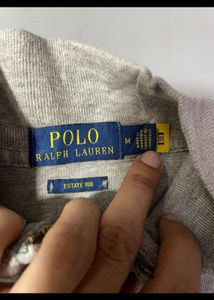 POLO
RALPH LAUREN
M
ESTATE RIB